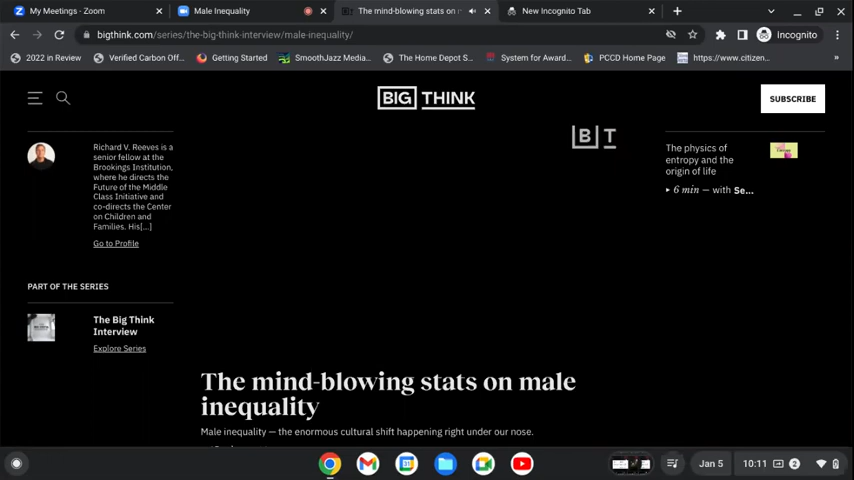 My Meetings - Zoom
Male Inequality
The mind-blowing stats on m
New Incognito Tab
bigthink.com/series/the-big-think-interview/male-inequality/
Incognito
2022 in Review
Verified Carbon Off...
Getting Started
SmoothJazz Media...
The Home Depot S...
System for Award...
PCCD Home Page
https://www.citizen...
BIG THINK
SUBSCRIBE
B T
Richard V. Reeves is a
senior fellow at the
Brookings Institution,
where he directs the
Future of the Middle
Class Initiative and
co-directs the Center
on Children and
Families. His[...]
Go to Profile
The physics of
entropy and the
origin of life
6 min — with Se...
PART OF THE SERIES
The Big Think
Interview
Explore Series
The mind-blowing stats on male
inequality
Male inequality — the enormous cultural shift happening right under our nose.
Jan 5
10:11
2